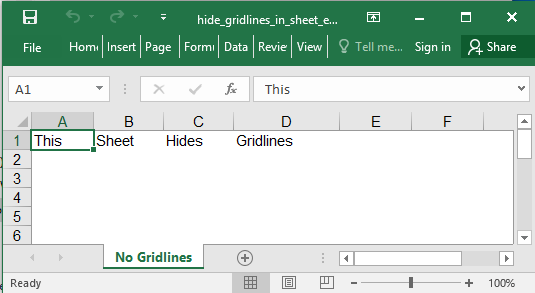 hide_gridlines_in_sheet_e...
File Home Insert Page Form Data Revie View Tell me... Sign in Share
A1 fx This
A B C D E F
1 This Sheet Hides Gridlines
2
3
4
5
6
No Gridlines
Ready 100%